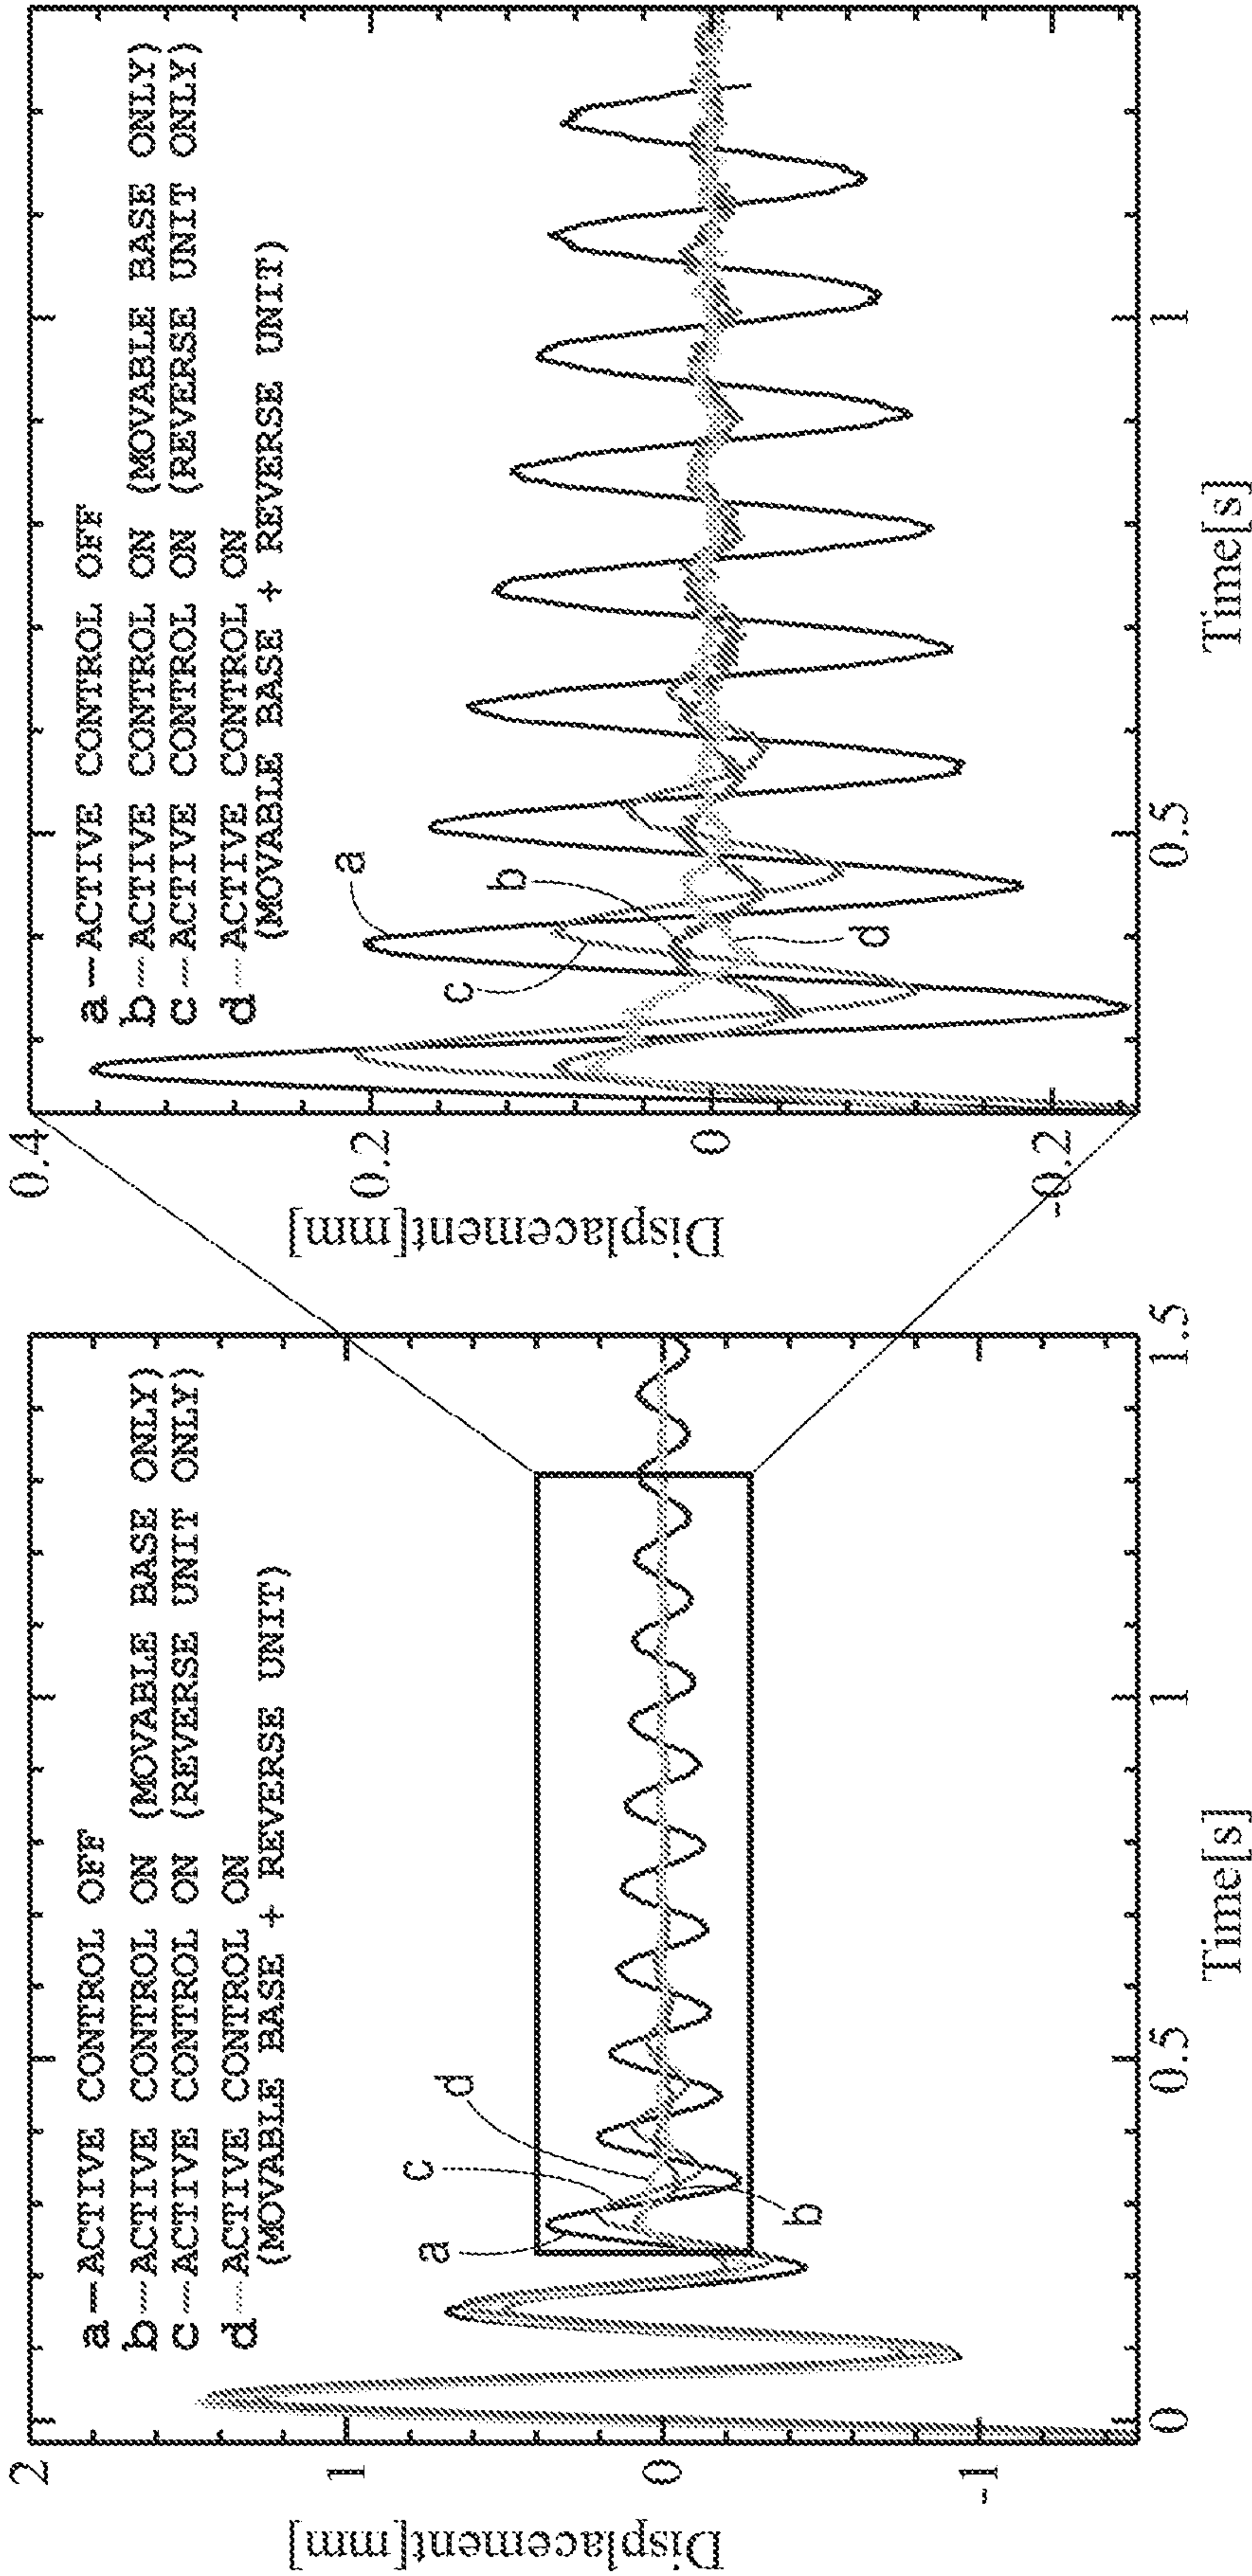 a — ACTIVE CONTROL OFF
b ---- ACTIVE CONTROL ON (MOVABLE BASE ONLY)
c ---- ACTIVE CONTROL ON (REVERSE UNIT ONLY)
d ---- ACTIVE CONTROL ON
(MOVABLE BASE + REVERSE UNIT)
2
1
0
-1
Displacement[mm]
a
c
d
b
0
0.5
1
1.5
Time[s]
a — ACTIVE CONTROL OFF
b ---- ACTIVE CONTROL ON (MOVABLE BASE ONLY)
c ---- ACTIVE CONTROL ON (REVERSE UNIT ONLY)
d ---- ACTIVE CONTROL ON
(MOVABLE BASE + REVERSE UNIT)
0.4
0.2
0
-0.2
Displacement[mm]
a
c
b
d
0.5
1
Time[s]